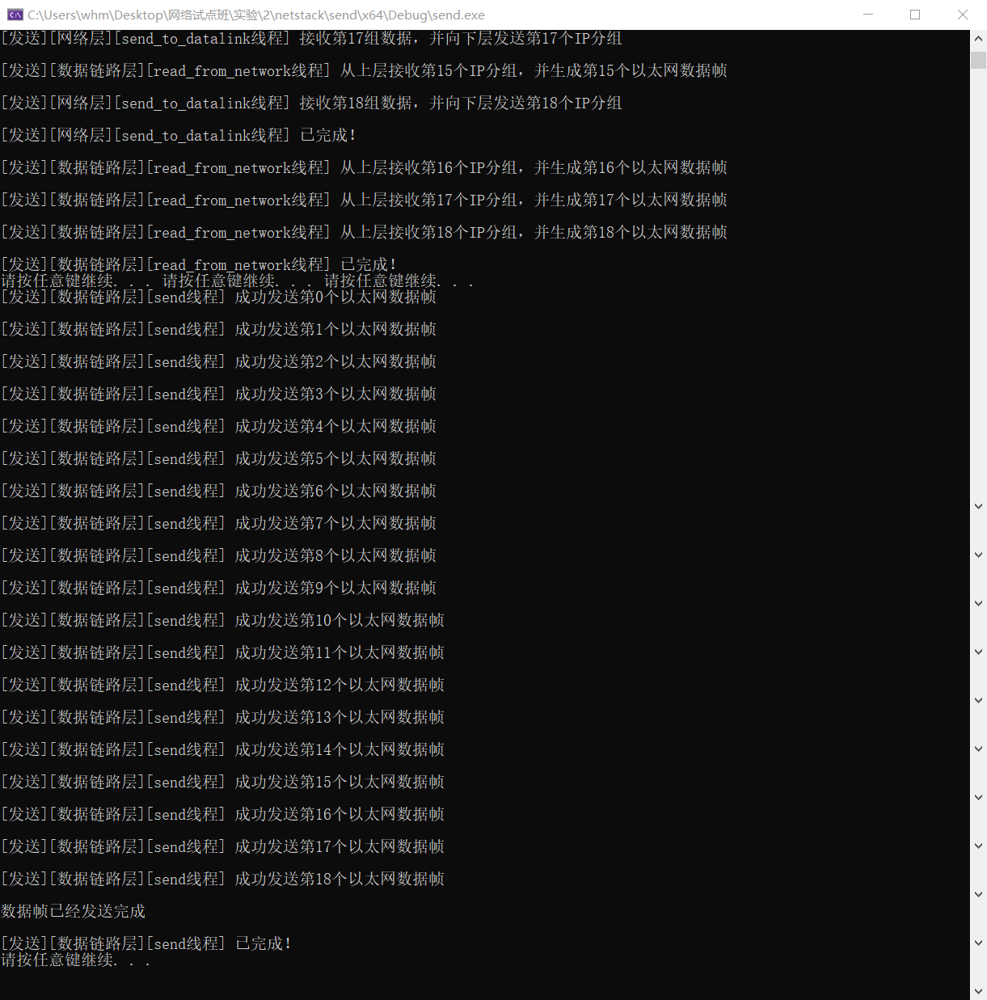 C:\Users\whm\Desktop\网络试点班\实验\2\netstack\send\x64\Debug\send.exe
[发送][网络层][send_to_datalink线程] 接收第17组数据，并向下层发送第17个IP分组
[发送][数据链路层][read_from_network线程] 从上层接收第15个IP分组，并生成第15个以太网数据帧
[发送][网络层][send_to_datalink线程] 接收第18组数据，并向下层发送第18个IP分组
[发送][网络层][send_to_datalink线程] 已完成!
[发送][数据链路层][read_from_network线程] 从上层接收第16个IP分组，并生成第16个以太网数据帧
[发送][数据链路层][read_from_network线程] 从上层接收第17个IP分组，并生成第17个以太网数据帧
[发送][数据链路层][read_from_network线程] 从上层接收第18个IP分组，并生成第18个以太网数据帧
[发送][数据链路层][read_from_network线程] 已完成!
请按任意键继续. . . 请按任意键继续. . . 请按任意键继续. . .
[发送][数据链路层][send线程] 成功发送第0个以太网数据帧
[发送][数据链路层][send线程] 成功发送第1个以太网数据帧
[发送][数据链路层][send线程] 成功发送第2个以太网数据帧
[发送][数据链路层][send线程] 成功发送第3个以太网数据帧
[发送][数据链路层][send线程] 成功发送第4个以太网数据帧
[发送][数据链路层][send线程] 成功发送第5个以太网数据帧
[发送][数据链路层][send线程] 成功发送第6个以太网数据帧
[发送][数据链路层][send线程] 成功发送第7个以太网数据帧
[发送][数据链路层][send线程] 成功发送第8个以太网数据帧
[发送][数据链路层][send线程] 成功发送第9个以太网数据帧
[发送][数据链路层][send线程] 成功发送第10个以太网数据帧
[发送][数据链路层][send线程] 成功发送第11个以太网数据帧
[发送][数据链路层][send线程] 成功发送第12个以太网数据帧
[发送][数据链路层][send线程] 成功发送第13个以太网数据帧
[发送][数据链路层][send线程] 成功发送第14个以太网数据帧
[发送][数据链路层][send线程] 成功发送第15个以太网数据帧
[发送][数据链路层][send线程] 成功发送第16个以太网数据帧
[发送][数据链路层][send线程] 成功发送第17个以太网数据帧
[发送][数据链路层][send线程] 成功发送第18个以太网数据帧
数据帧已经发送完成
[发送][数据链路层][send线程] 已完成!
请按任意键继续. . .